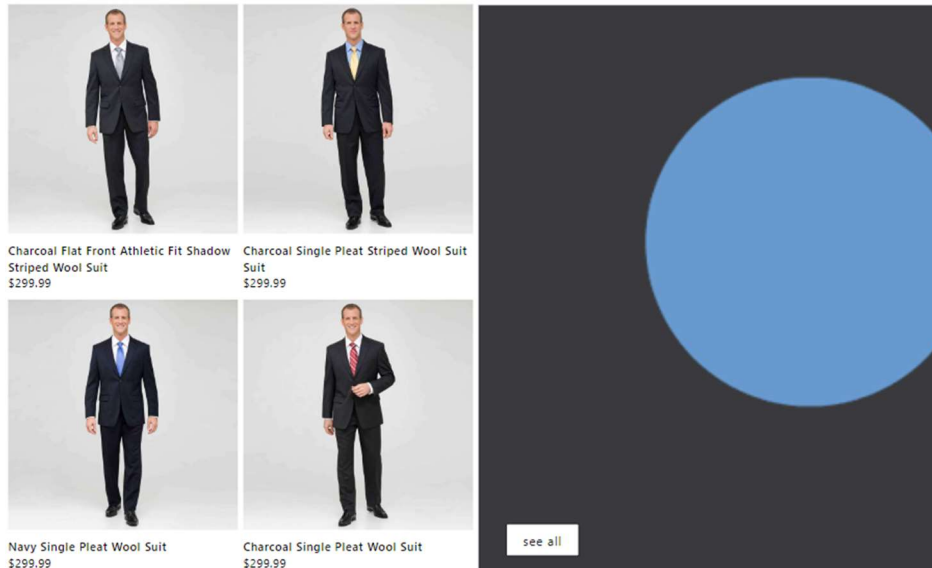 Charcoal Flat Front Athletic Fit Shadow
Striped Wool Suit
$299.99
Charcoal Single Pleat Striped Wool Suit
Suit
$299.99
Navy Single Pleat Wool Suit
$299.99
Charcoal Single Pleat Wool Suit
$299.99
see all